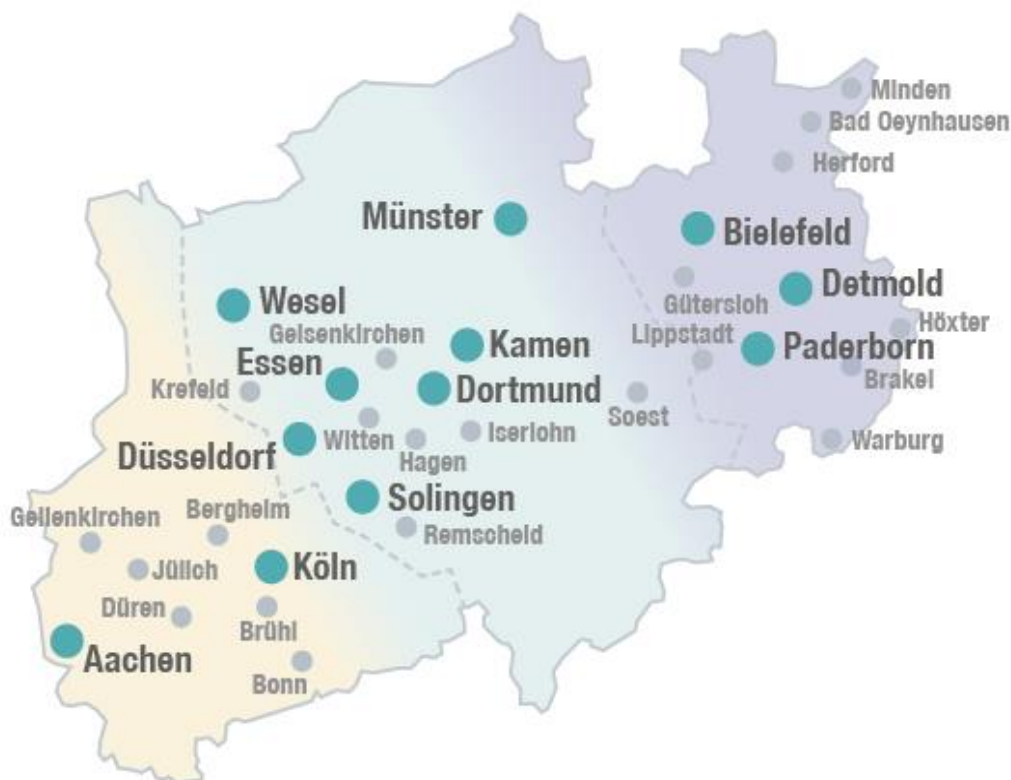 Minden
Bad Oeynhausen
Herford
Münster
Bielefeld
Detmold
Gütersloh
Wesel
Höxter
Gelsenkirchen
Lippstadt
Kamen
Paderborn
Essen
Brakel
Krefeld
Dortmund
Soest
Witten
Iserlohn
Warburg
Düsseldorf
Hagen
Solingen
Bergheim
Geilenkirchen
Remscheid
Köln
Jülich
Düren
Brühl
Aachen
Bonn